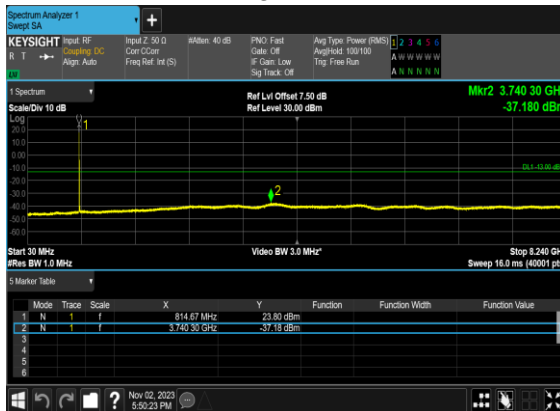 Spectrum Analyzer 1
Swept SA
KEYSIGHT Input: RF Input Z: 50 Ω #Atten: 40 dB PNO: Fast Avg Type: Power (RMS) 1 2 3 4 5 6
R T Coupling: DC Corr CCorr Gate: Off Avg|Hold: 100/100 A W W W W W
Align: Auto Freq Ref: Int (S) IF Gain: Low Trig: Free Run
Sig Track: Off A N N N N N
1 Spectrum Ref Lvl Offset 7.50 dB Mkr2 3.740 30 GH
Scale/Div 10 dB Ref Level 30.00 dBm -37.180 dBr
Log
20.0
10.0
0.00
-10.0
DL1 -13.00 dB
-20.0
-30.0
-40.0
-50.0
-60.0
1
2
Start 30 MHz Video BW 3.0 MHz* Stop 8.240 GH
#Res BW 1.0 MHz Sweep 16.0 ms (40001 pt
5 Marker Table
Mode Trace Scale X Y Function Function Width Function Value
1 N 1 f 814.67 MHz 23.80 dBm
2 N 1 f 3.740 30 GHz -37.18 dBm
3
4
5
6
? Nov 02, 2023
5:50:23 PM